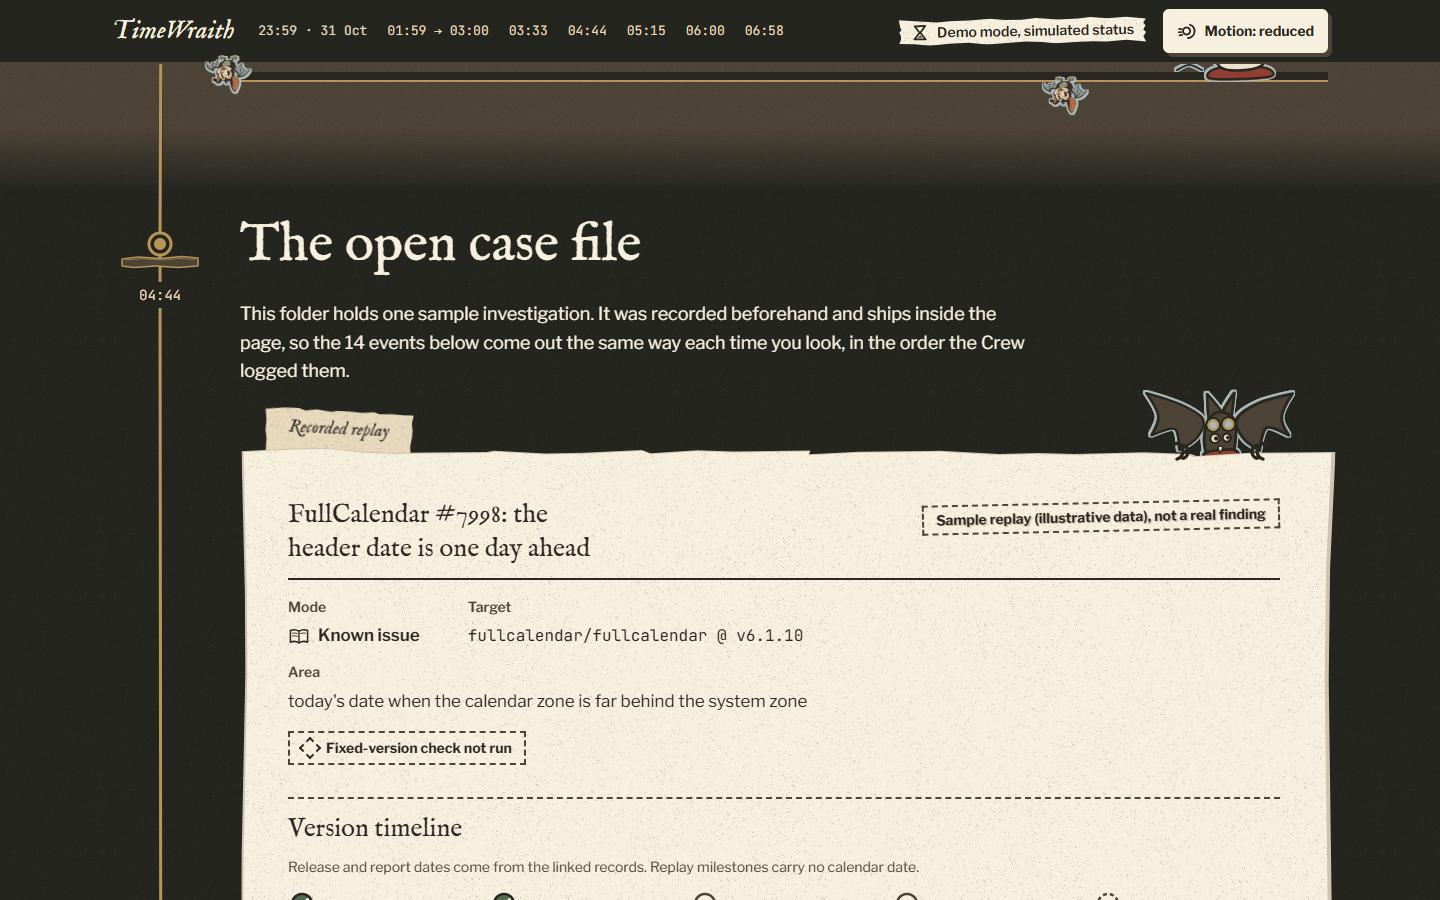 TimeWraith
23:59 · 31 Oct
01:59 → 03:00
03:33
04:44
05:15
06:00
06:58
Demo mode, simulated status
Motion: reduced
The open case file
04:44
This folder holds one sample investigation. It was recorded beforehand and ships inside the
page, so the 14 events below come out the same way each time you look, in the order the Crew
logged them.
Recorded replay
FullCalendar #7998: the
header date is one day ahead
Sample replay (illustrative data), not a real finding
Mode
Target
Known issue
fullcalendar/fullcalendar @ v6.1.10
Area
today's date when the calendar zone is far behind the system zone
Fixed-version check not run
Version timeline
Release and report dates come from the linked records. Replay milestones carry no calendar date.